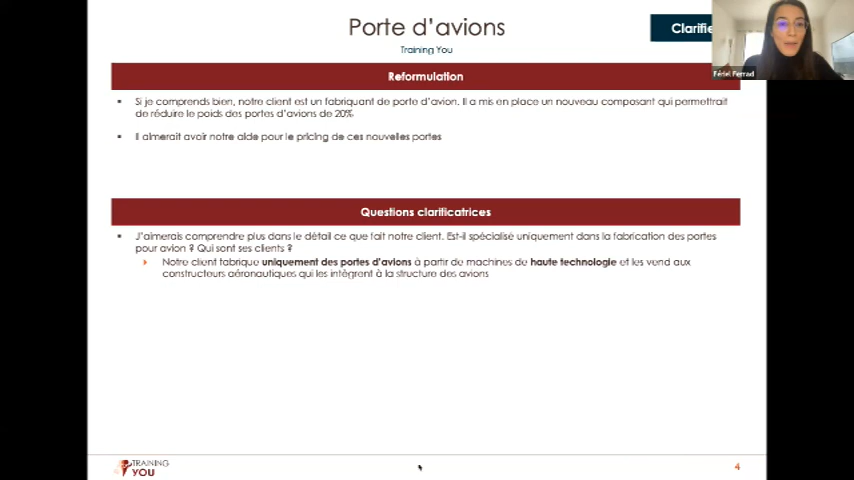 Porte d'avions
Training You
Clarifie
Fériel Ferrad
Reformulation
Si je comprends bien, notre client est un fabriquant de porte d'avion. Il a mis en place un nouveau composant qui permettrait
de réduire le poids des portes d'avions de 20%
Il aimerait avoir notre aide pour le pricing de ces nouvelles portes
Questions clarificatrices
J'aimerais comprendre plus dans le détail ce que fait notre client. Est-il spécialisé uniquement dans la fabrication des portes
pour avion ? Qui sont ses clients ?
Notre client fabrique uniquement des portes d'avions à partir de machines de haute technologie et les vend aux
constructeurs aéronautiques qui les intègrent à la structure des avions
TRAINING
YOU
4